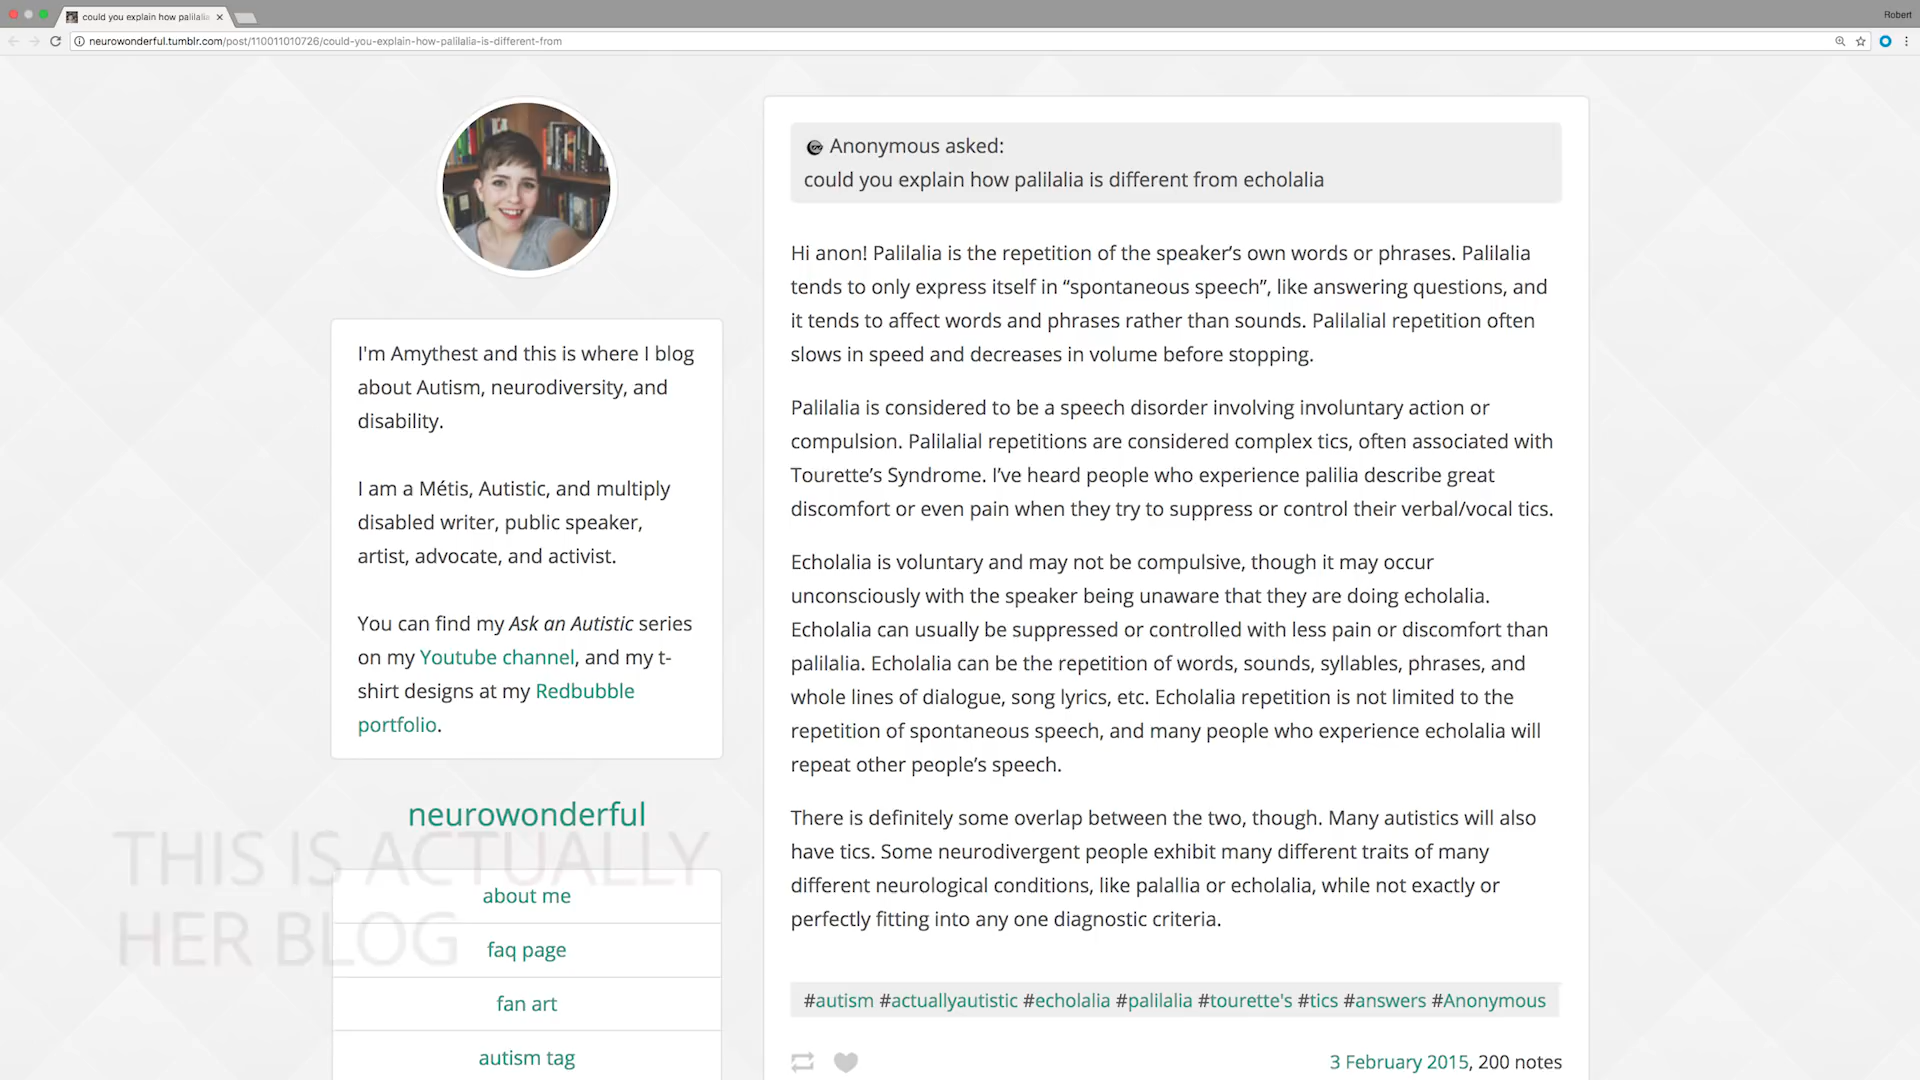 could you explain how palilalia
Robert
neurowonderful.tumblr.com/post/110011010726/could-you-explain-how-palilalia-is-different-from
Anonymous asked:
could you explain how palilalia is different from echolalia
Hi anon! Palilalia is the repetition of the speaker’s own words or phrases. Palilalia
tends to only express itself in “spontaneous speech”, like answering questions, and
it tends to affect words and phrases rather than sounds. Palilalial repetition often
slows in speed and decreases in volume before stopping.
Palilalia is considered to be a speech disorder involving involuntary action or
compulsion. Palilalial repetitions are considered complex tics, often associated with
Tourette’s Syndrome. I’ve heard people who experience palilia describe great
discomfort or even pain when they try to suppress or control their verbal/vocal tics.
Echolalia is voluntary and may not be compulsive, though it may occur
unconsciously with the speaker being unaware that they are doing echolalia.
Echolalia can usually be suppressed or controlled with less pain or discomfort than
palilalia. Echolalia can be the repetition of words, sounds, syllables, phrases, and
whole lines of dialogue, song lyrics, etc. Echolalia repetition is not limited to the
repetition of spontaneous speech, and many people who experience echolalia will
repeat other people’s speech.
There is definitely some overlap between the two, though. Many autistics will also
have tics. Some neurodivergent people exhibit many different traits of many
different neurological conditions, like palallia or echolalia, while not exactly or
perfectly fitting into any one diagnostic criteria.
#autism #actuallyautistic #echolalia #palilalia #tourette's #tics #answers #Anonymous
3 February 2015, 200 notes
I'm Amythest and this is where I blog
about Autism, neurodiversity, and
disability.
I am a Métis, Autistic, and multiply
disabled writer, public speaker,
artist, advocate, and activist.
You can find my Ask an Autistic series
on my Youtube channel, and my t-
shirt designs at my Redbubble
portfolio.
neurowonderful
THIS IS ACTUALLY
HER BLOG
about me
faq page
fan art
autism tag